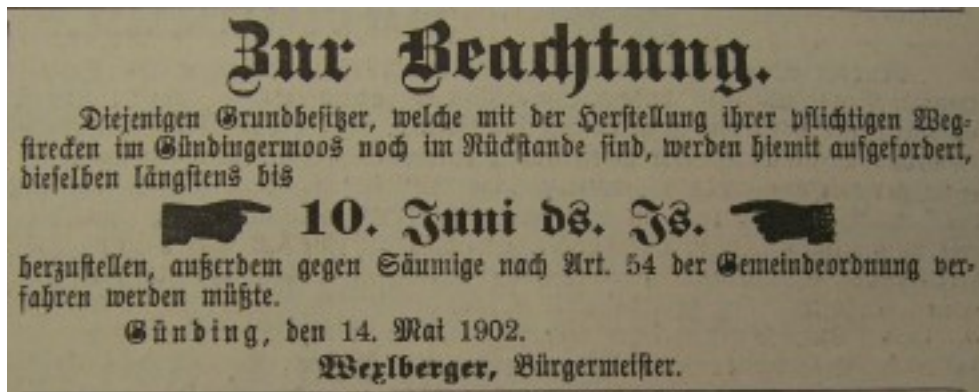 Zur Beachtung.
Diejenigen Grundbesitzer, welche mit der Herstellung ihrer pflichtigen Weg-
strecken im Gündingermoos noch im Rückstande sind, werden hiemit aufgefordert,
dieselben längstens bis
10. Juni ds. Js.
herzustellen, außerdem gegen Säumige nach Art. 54 der Gemeindeordnung ver-
fahren werden müßte.
Günding, den 14. Mai 1902.
Wexlberger, Bürgermeister.